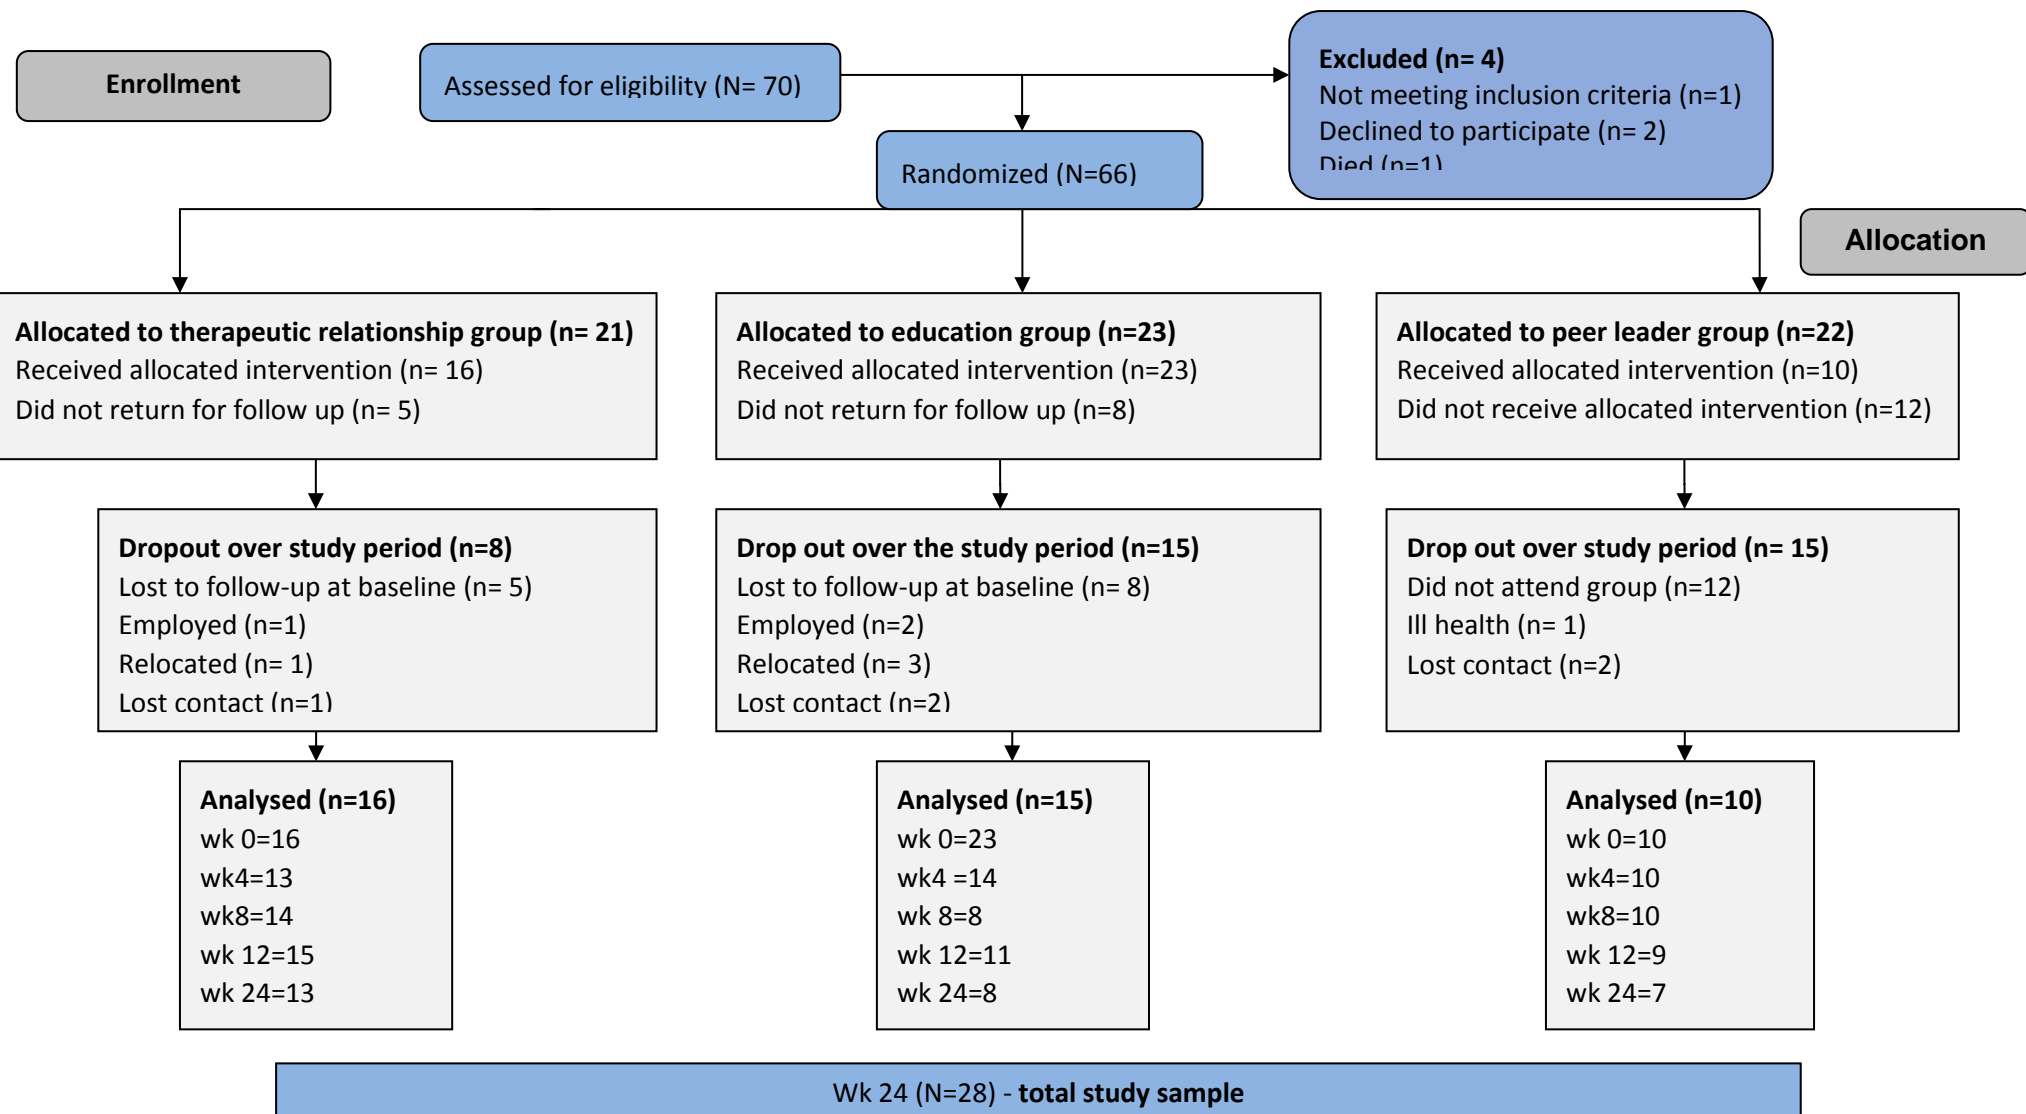 Enrollment
Assessed for eligibility (N= 70)
Excluded (n= 4)
Not meeting inclusion criteria (n=1)
Declined to participate (n= 2)
Died (n=1)
Randomized (N=66)
Allocation
Allocated to therapeutic relationship group (n= 21)
Received allocated intervention (n= 16)
Did not return for follow up (n= 5)
Allocated to education group (n=23)
Received allocated intervention (n=23)
Did not return for follow up (n=8)
Allocated to peer leader group (n=22)
Received allocated intervention (n=10)
Did not receive allocated intervention (n=12)
Dropout over study period (n=8)
Lost to follow-up at baseline (n= 5)
Employed (n=1)
Relocated (n= 1)
Lost contact (n=1)
Drop out over the study period (n=15)
Lost to follow-up at baseline (n= 8)
Employed (n=2)
Relocated (n= 3)
Lost contact (n=2)
Drop out over study period (n= 15)
Did not attend group (n=12)
Ill health (n= 1)
Lost contact (n=2)
Analysed (n=16)
wk 0=16
wk4=13
wk8=14
wk 12=15
wk 24=13
Analysed (n=15)
wk 0=23
wk4 =14
wk 8=8
wk 12=11
wk 24=8
Analysed (n=10)
wk 0=10
wk4=10
wk8=10
wk 12=9
wk 24=7
Wk 24 (N=28) - total study sample